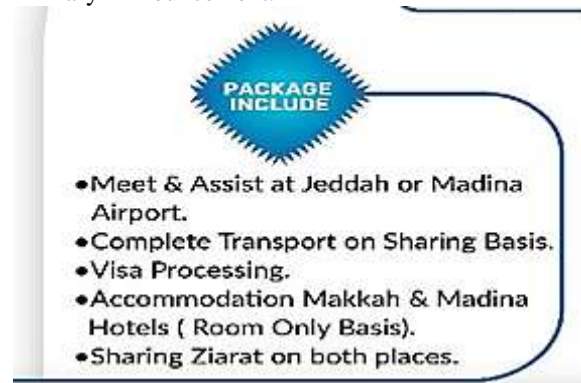 PACKAGE
INCLUDE
•Meet & Assist at Jeddah or Madina
Airport.
•Complete Transport on Sharing Basis.
•Visa Processing.
•Accommodation Makkah & Madina
Hotels ( Room Only Basis).
•Sharing Ziarat on both places.